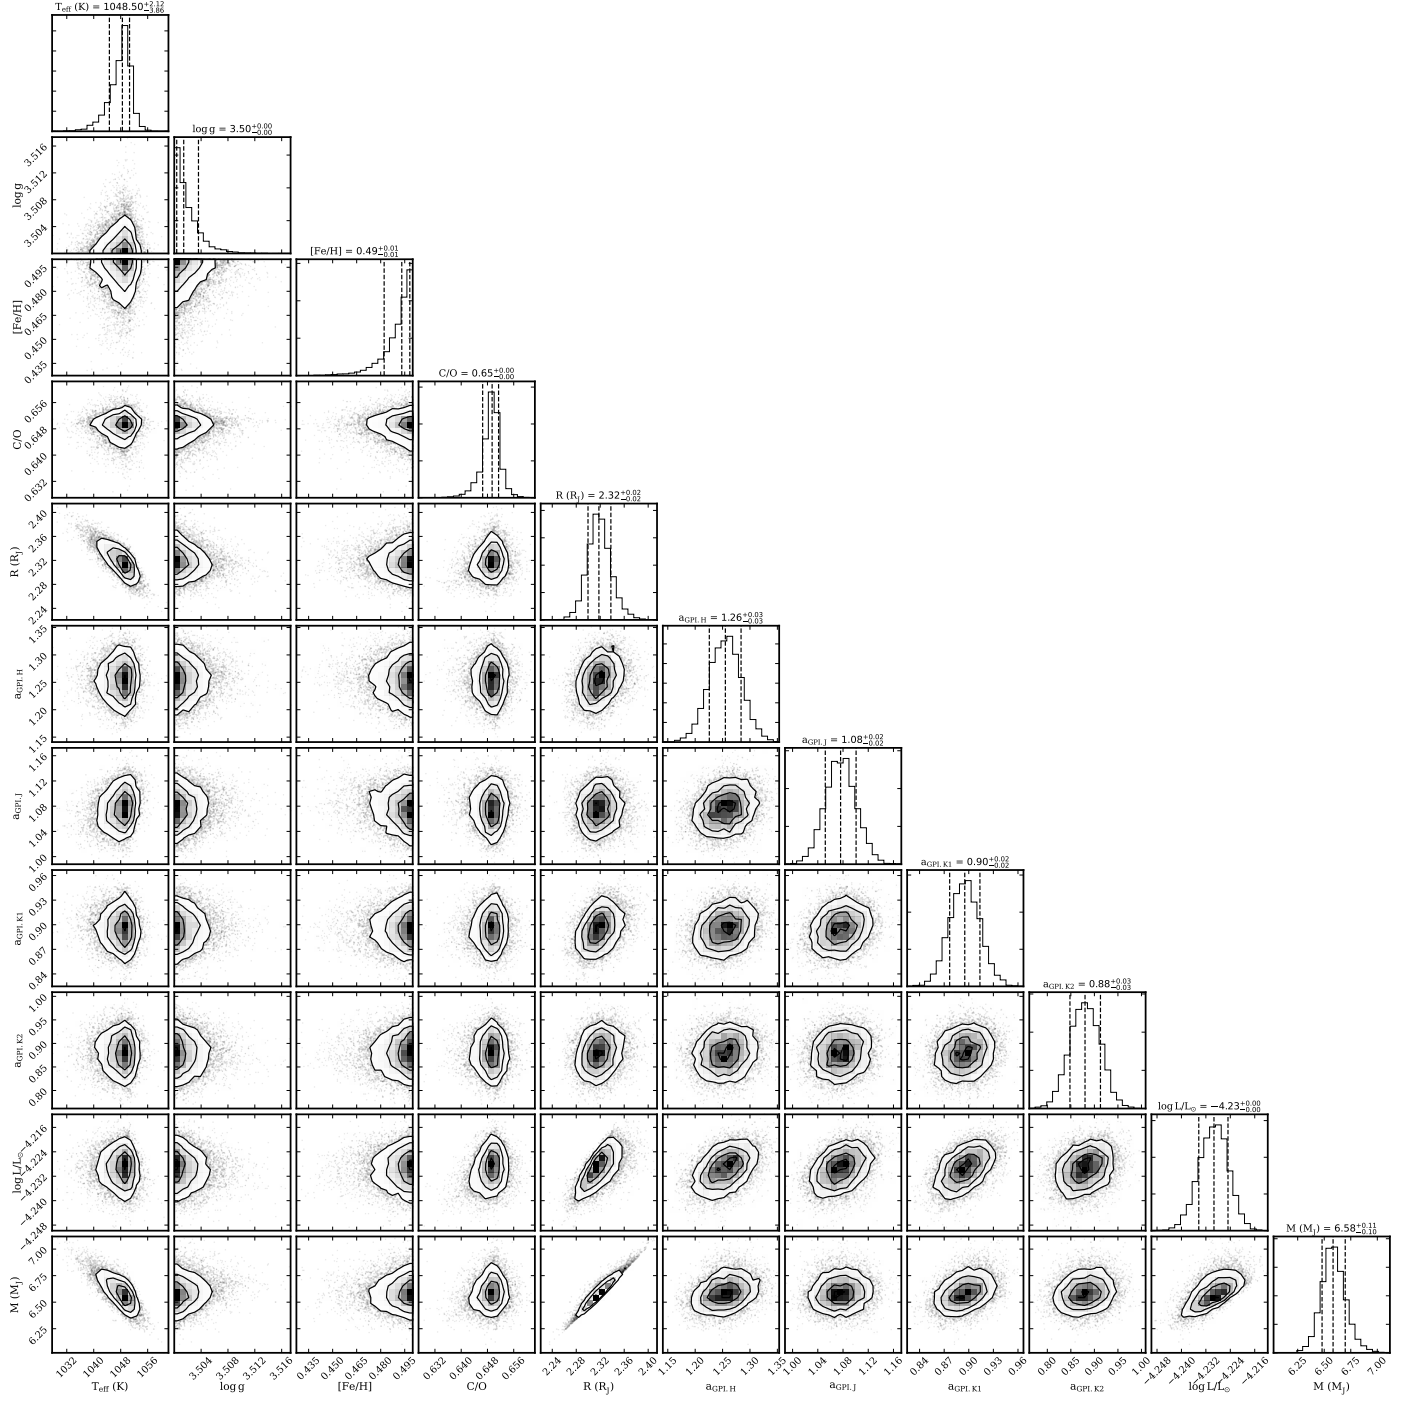 T_eff (K) = 1048.50 +2.12 −3.86
log g = 3.50 +0.00 −0.00
3.516
3.512
3.508
3.504
log g
[Fe/H] = 0.49 +0.01 −0.01
0.495
0.480
0.465
0.450
0.435
[Fe/H]
C/O = 0.65 +0.00 −0.00
0.656
0.648
0.640
0.632
C/O
R (R_J) = 2.32 +0.02 −0.02
2.40
2.36
2.32
2.28
2.24
R (R_J)
a_GPI.H = 1.26 +0.03 −0.03
1.35
1.30
1.25
1.20
1.15
a_GPI.H
a_GPI.J = 1.08 +0.02 −0.02
1.16
1.12
1.08
1.04
1.00
a_GPI.J
a_GPI.K1 = 0.90 +0.02 −0.02
0.96
0.93
0.90
0.87
0.84
a_GPI.K1
a_GPI.K2 = 0.88 +0.03 −0.03
1.00
0.95
0.90
0.85
0.80
a_GPI.K2
log L/L☉ = −4.23 +0.00 −0.00
−4.216
−4.224
−4.232
−4.240
−4.248
log L/L☉
M (M_J) = 6.58 +0.11 −0.10
7.00
6.75
6.50
6.25
M (M_J)
1032 1040 1048 1056 3.504 3.508 3.512 3.516 0.435 0.450 0.465 0.480 0.495 0.632 0.640 0.648 0.656 2.24 2.28 2.32 2.36 2.40 1.15 1.20 1.25 1.30 1.35 1.00 1.04 1.08 1.12 1.16 0.84 0.87 0.90 0.93 0.96 0.80 0.85 0.90 0.95 1.00 −4.248 −4.240 −4.232 −4.224 −4.216 6.25 6.50 6.75 7.00
T_eff (K) log g [Fe/H] C/O R (R_J) a_GPI.H a_GPI.J a_GPI.K1 a_GPI.K2 log L/L☉ M (M_J)